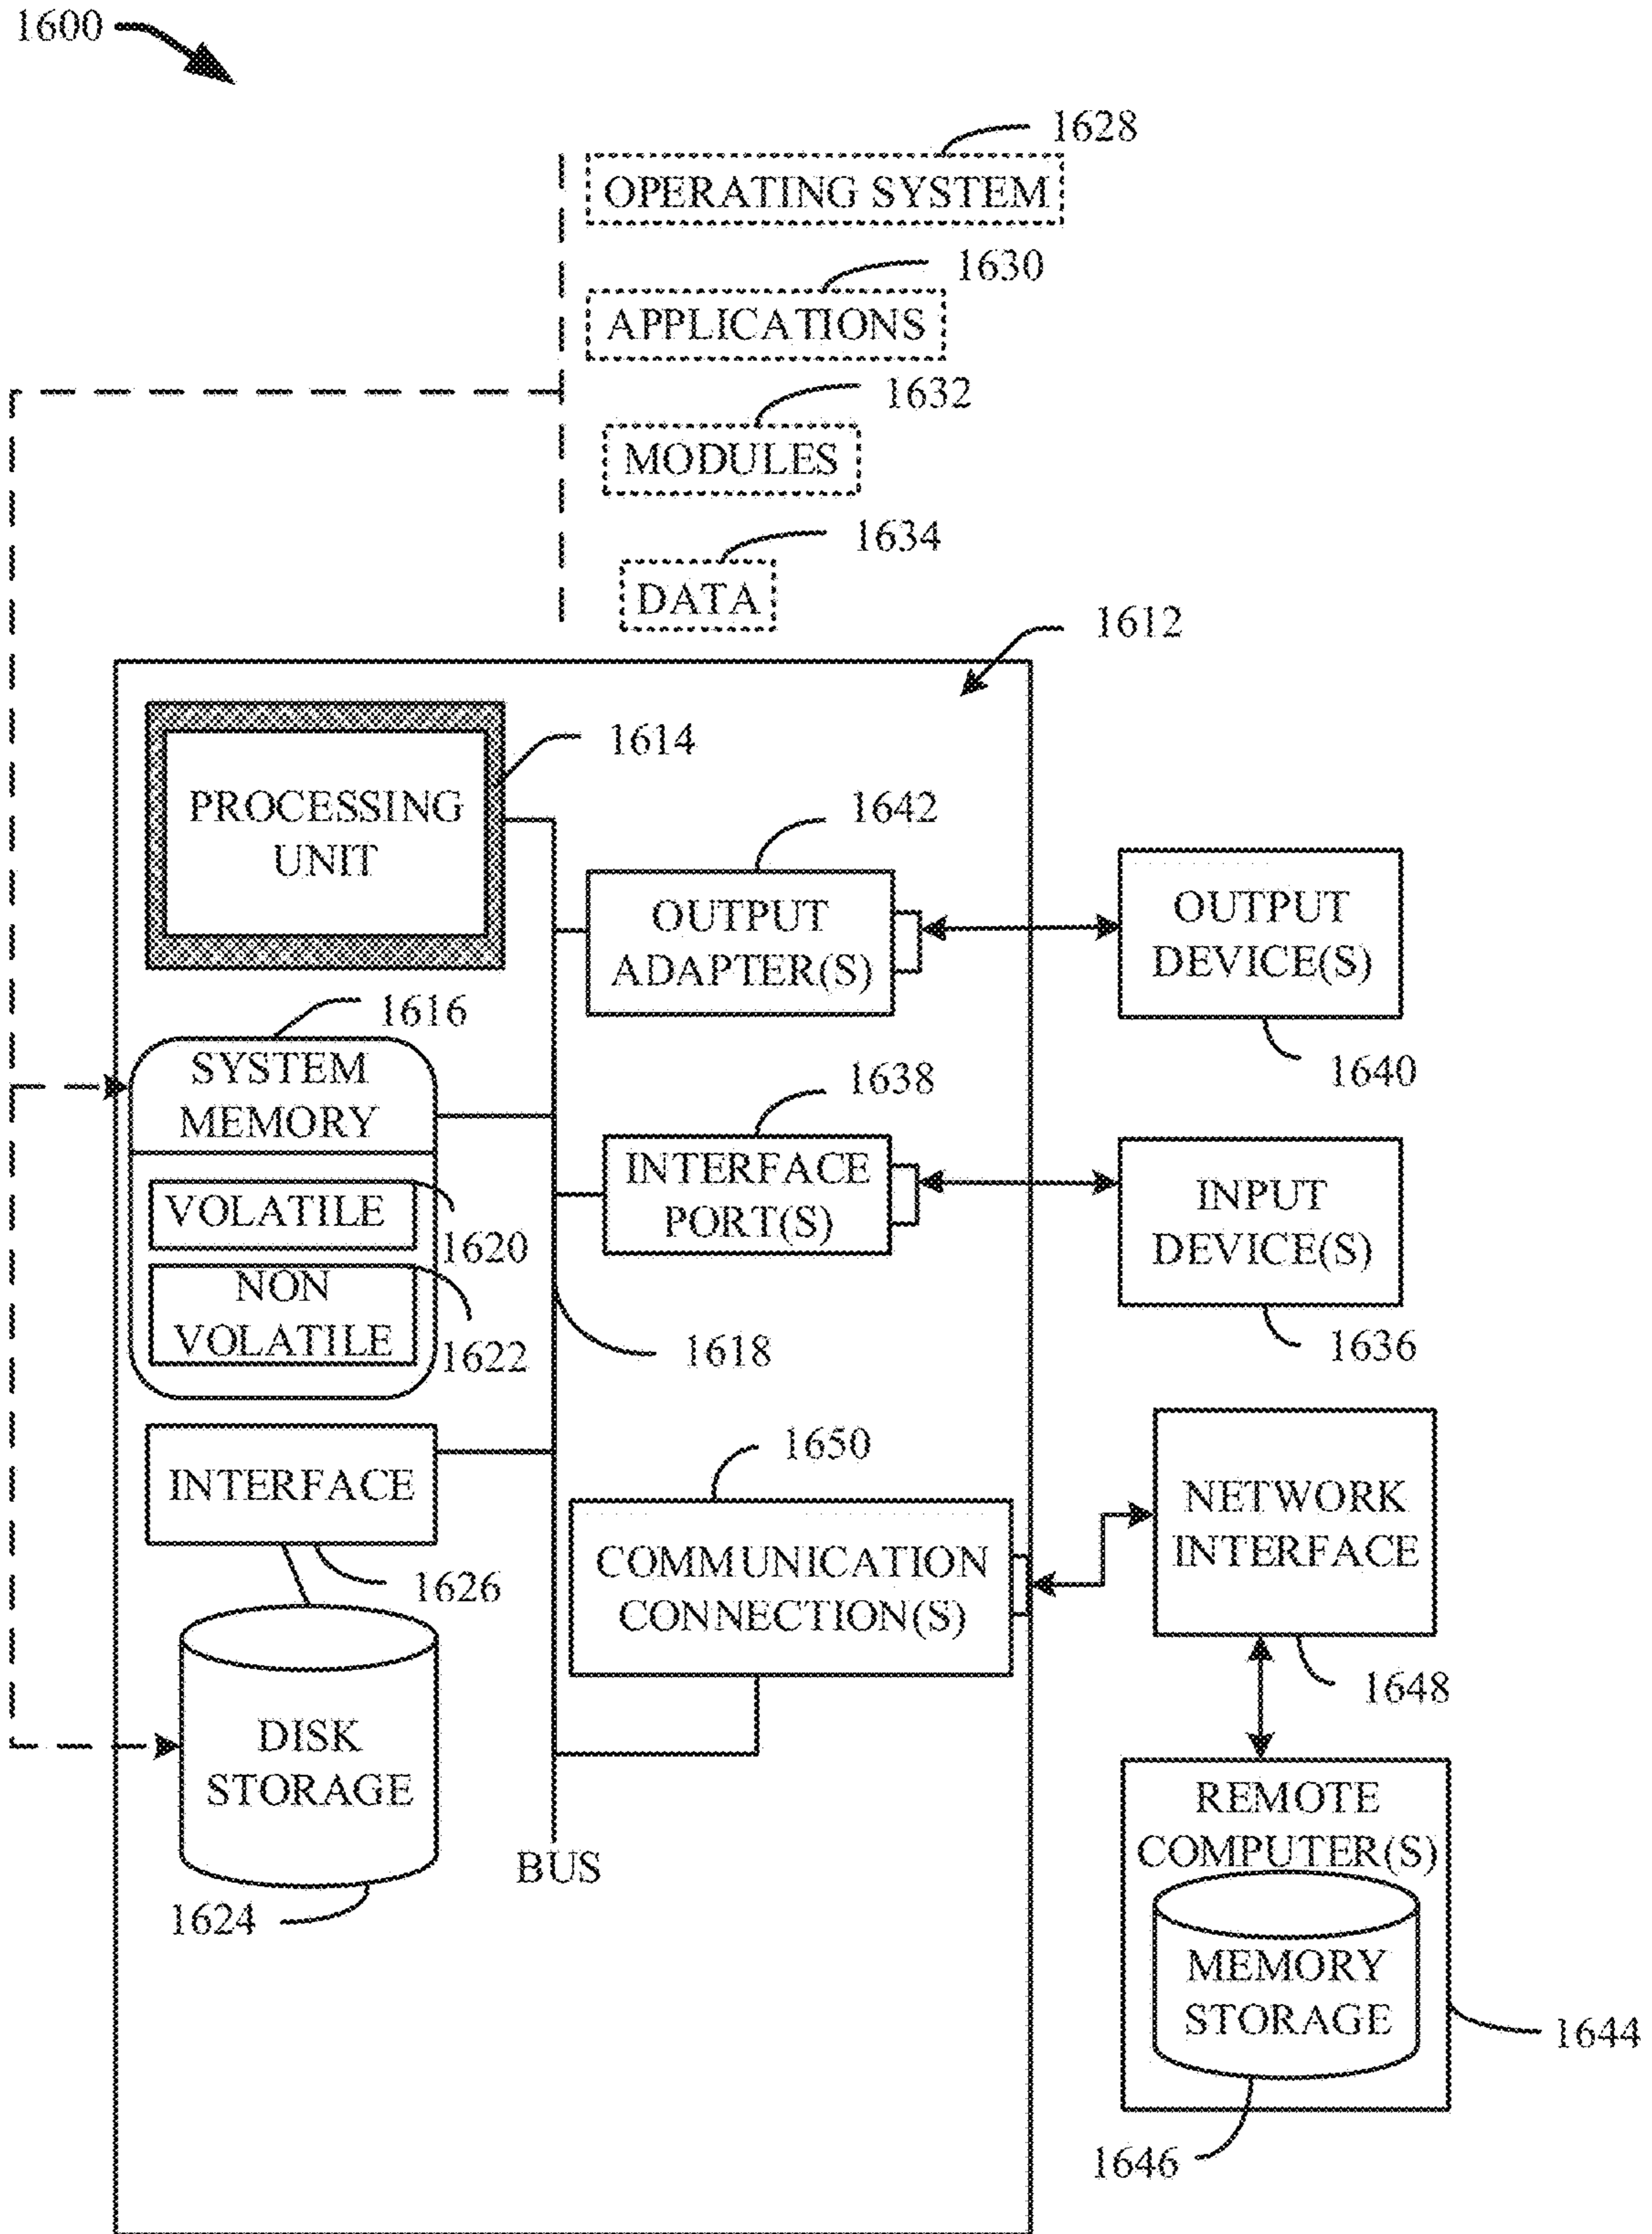 1600
1628
OPERATING SYSTEM
1630
APPLICATIONS
1632
MODULES
1634
DATA
1612
PROCESSING
UNIT
1614
1642
OUTPUT
ADAPTER(S)
OUTPUT
DEVICE(S)
1640
1616
SYSTEM
MEMORY
VOLATILE
1620
NON
VOLATILE
1622
1638
INTERFACE
PORT(S)
INPUT
DEVICE(S)
1636
1618
INTERFACE
1626
1650
COMMUNICATION
CONNECTION(S)
NETWORK
INTERFACE
1648
DISK
STORAGE
1624
BUS
REMOTE
COMPUTER(S)
MEMORY
STORAGE
1644
1646